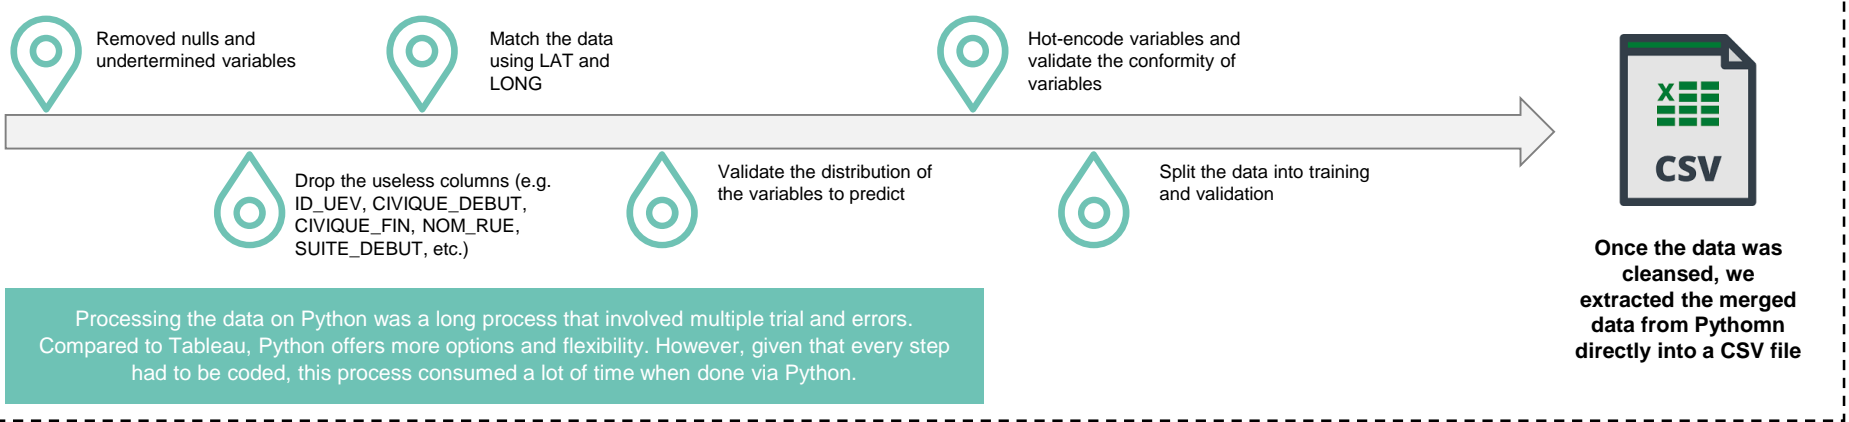 Removed nulls and
undertermined variables
Match the data
using LAT and
LONG
Hot-encode variables and
validate the conformity of
variables
Drop the useless columns (e.g.
ID_UEV, CIVIQUE_DEBUT,
CIVIQUE_FIN, NOM_RUE,
SUITE_DEBUT, etc.)
Validate the distribution of
the variables to predict
Split the data into training
and validation
X
CSV
Once the data was
cleansed, we
extracted the merged
data from Pythomn
directly into a CSV file
Processing the data on Python was a long process that involved multiple trial and errors.
Compared to Tableau, Python offers more options and flexibility. However, given that every step
had to be coded, this process consumed a lot of time when done via Python.